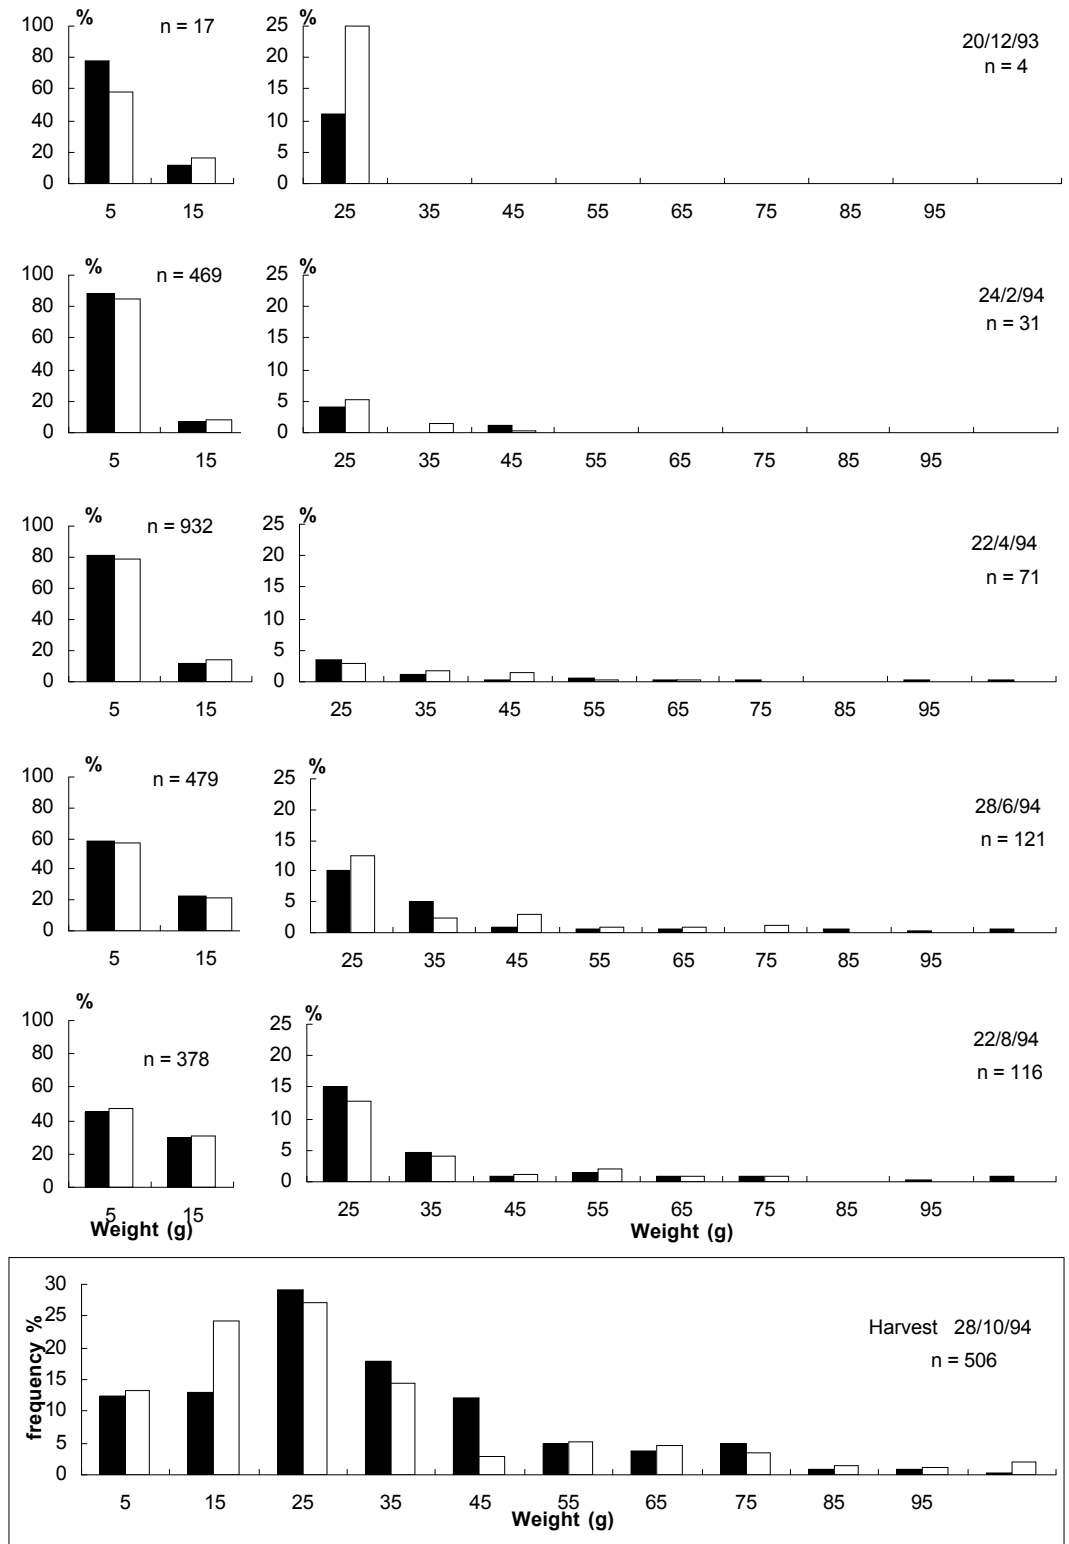 % n = 17 % 20/12/93
n = 4
100 80 60 40 20 0
25 20 15 10 5 0
5 15 25 35 45 55 65 75 85 95
% n = 469 % 24/2/94
n = 31
100 80 60 40 20 0
25 20 15 10 5 0
5 15 25 35 45 55 65 75 85 95
% n = 932 % 22/4/94
n = 71
100 80 60 40 20 0
25 20 15 10 5 0
5 15 25 35 45 55 65 75 85 95
% n = 479 % 28/6/94
n = 121
100 80 60 40 20 0
25 20 15 10 5 0
5 15 25 35 45 55 65 75 85 95
% n = 378 % 22/8/94
n = 116
100 80 60 40 20 0
25 20 15 10 5 0
5 15 25 35 45 55 65 75 85 95
Weight (g) Weight (g)
frequency %
30 25 20 15 10 5 0
Harvest 28/10/94
n = 506
5 15 25 35 45 55 65 75 85 95
Weight (g)